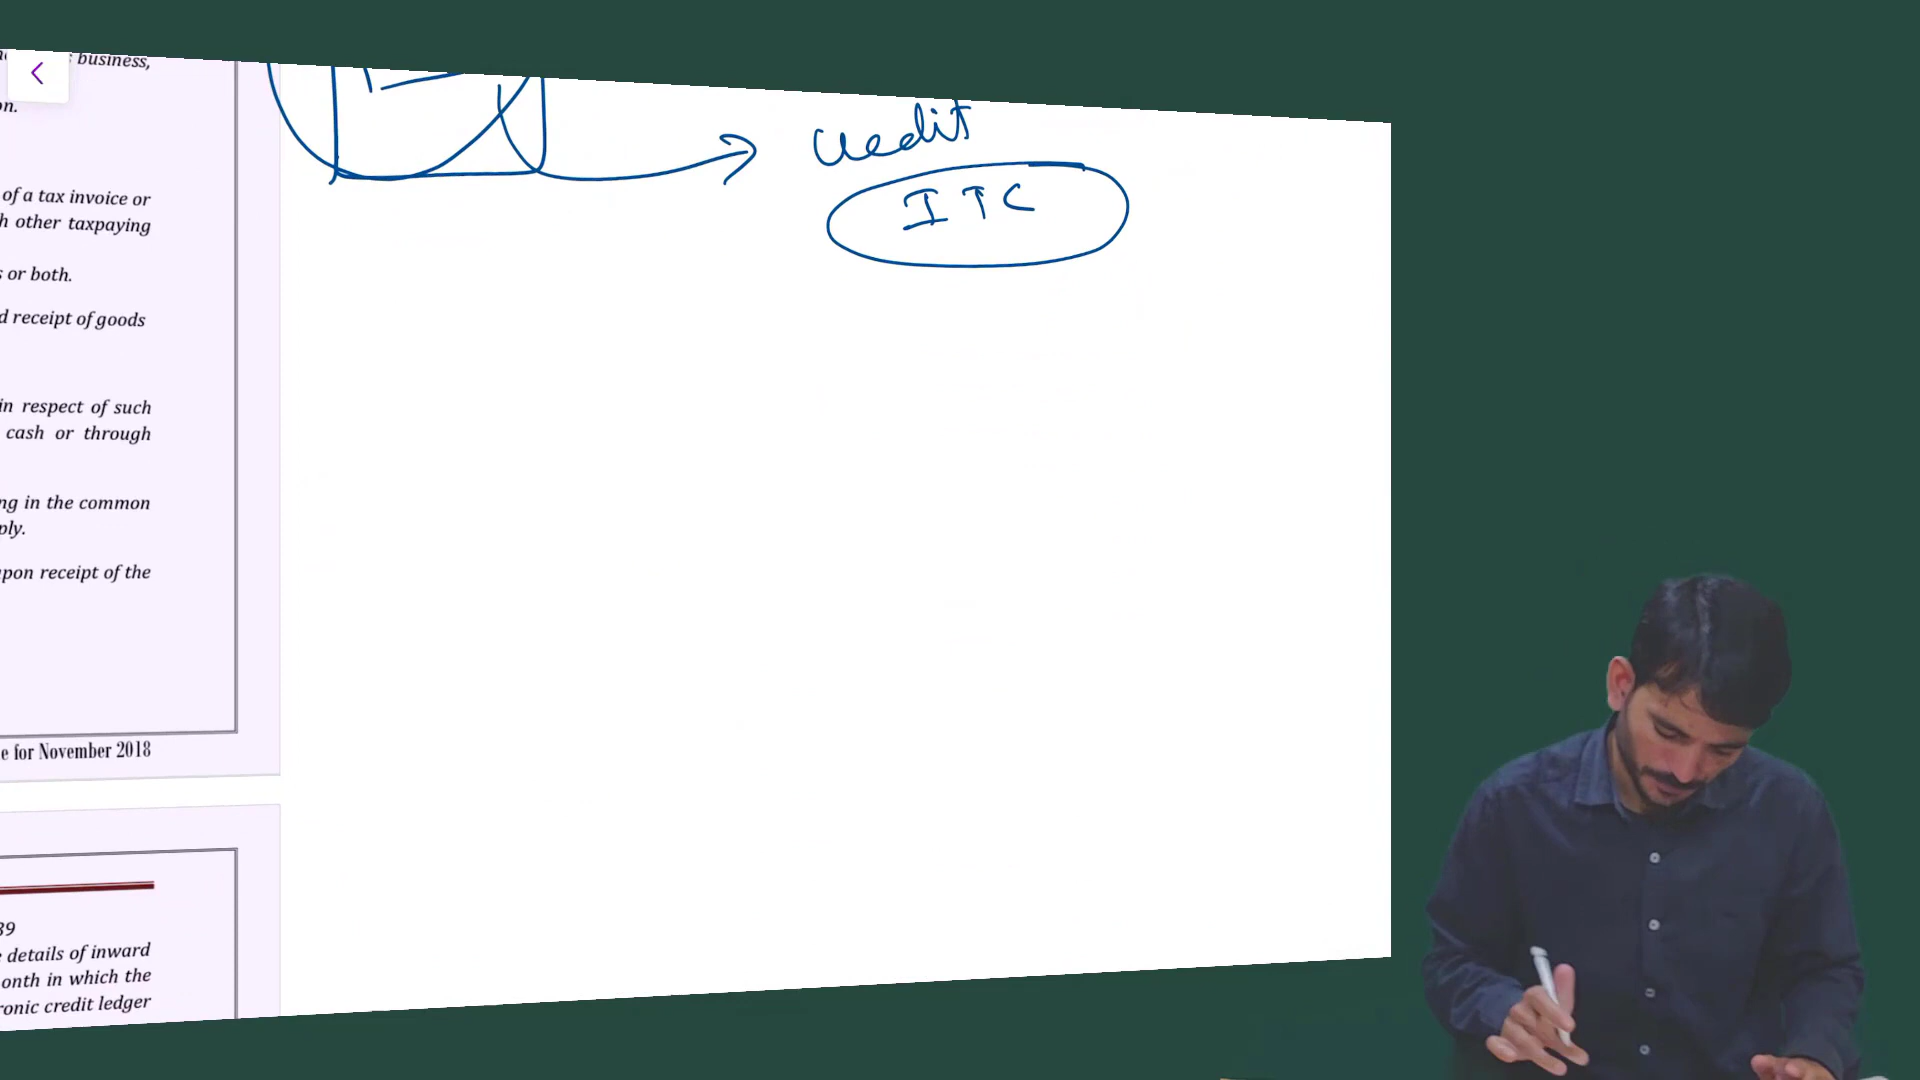 business,
on.
of a tax invoice or
h other taxpaying
s or both.
d receipt of goods
in respect of such
cash or through
ng in the common
ply.
upon receipt of the
e for November 2018
39
e details of inward
onth in which the
ronic credit ledger
credit
ITC